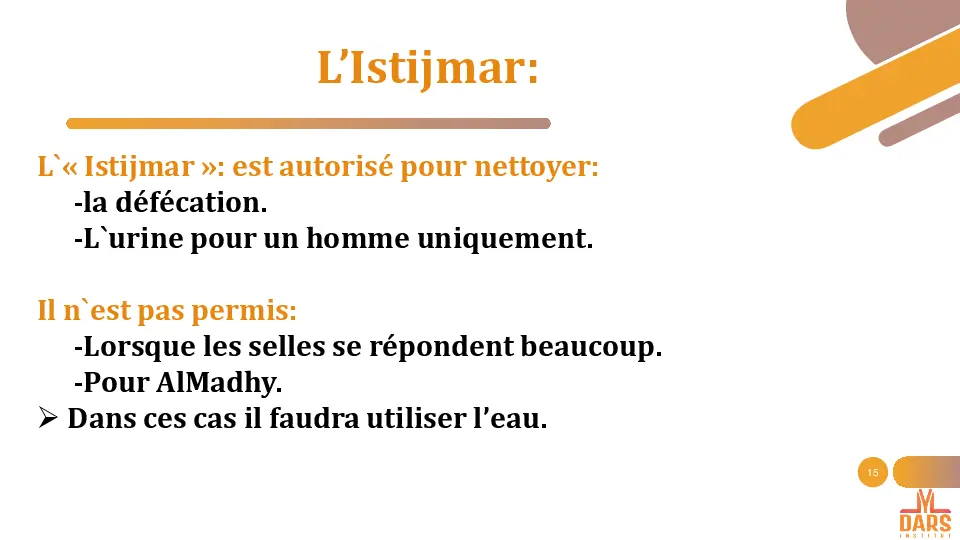 L’Istijmar:
L`« Istijmar »: est autorisé pour nettoyer:
-la défécation.
-L`urine pour un homme uniquement.
Il n`est pas permis:
-Lorsque les selles se répondent beaucoup.
-Pour AlMadhy.
➢ Dans ces cas il faudra utiliser l’eau.
15
DARS
INSTITUT